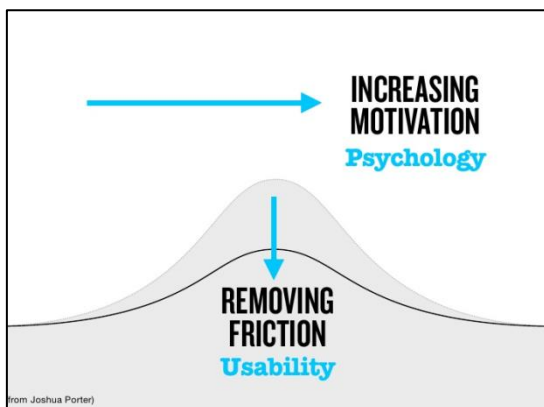 INCREASING
MOTIVATION
Psychology
REMOVING
FRICTION
Usability
from Joshua Porter)